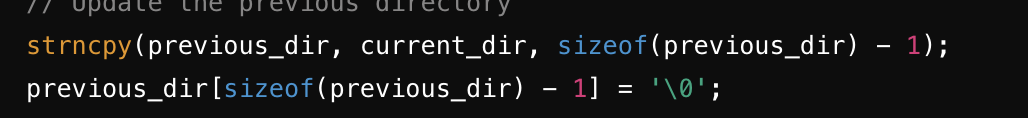 // Update the previous directory
strncpy(previous_dir, current_dir, sizeof(previous_dir) - 1);
previous_dir[sizeof(previous_dir) - 1] = '\0';